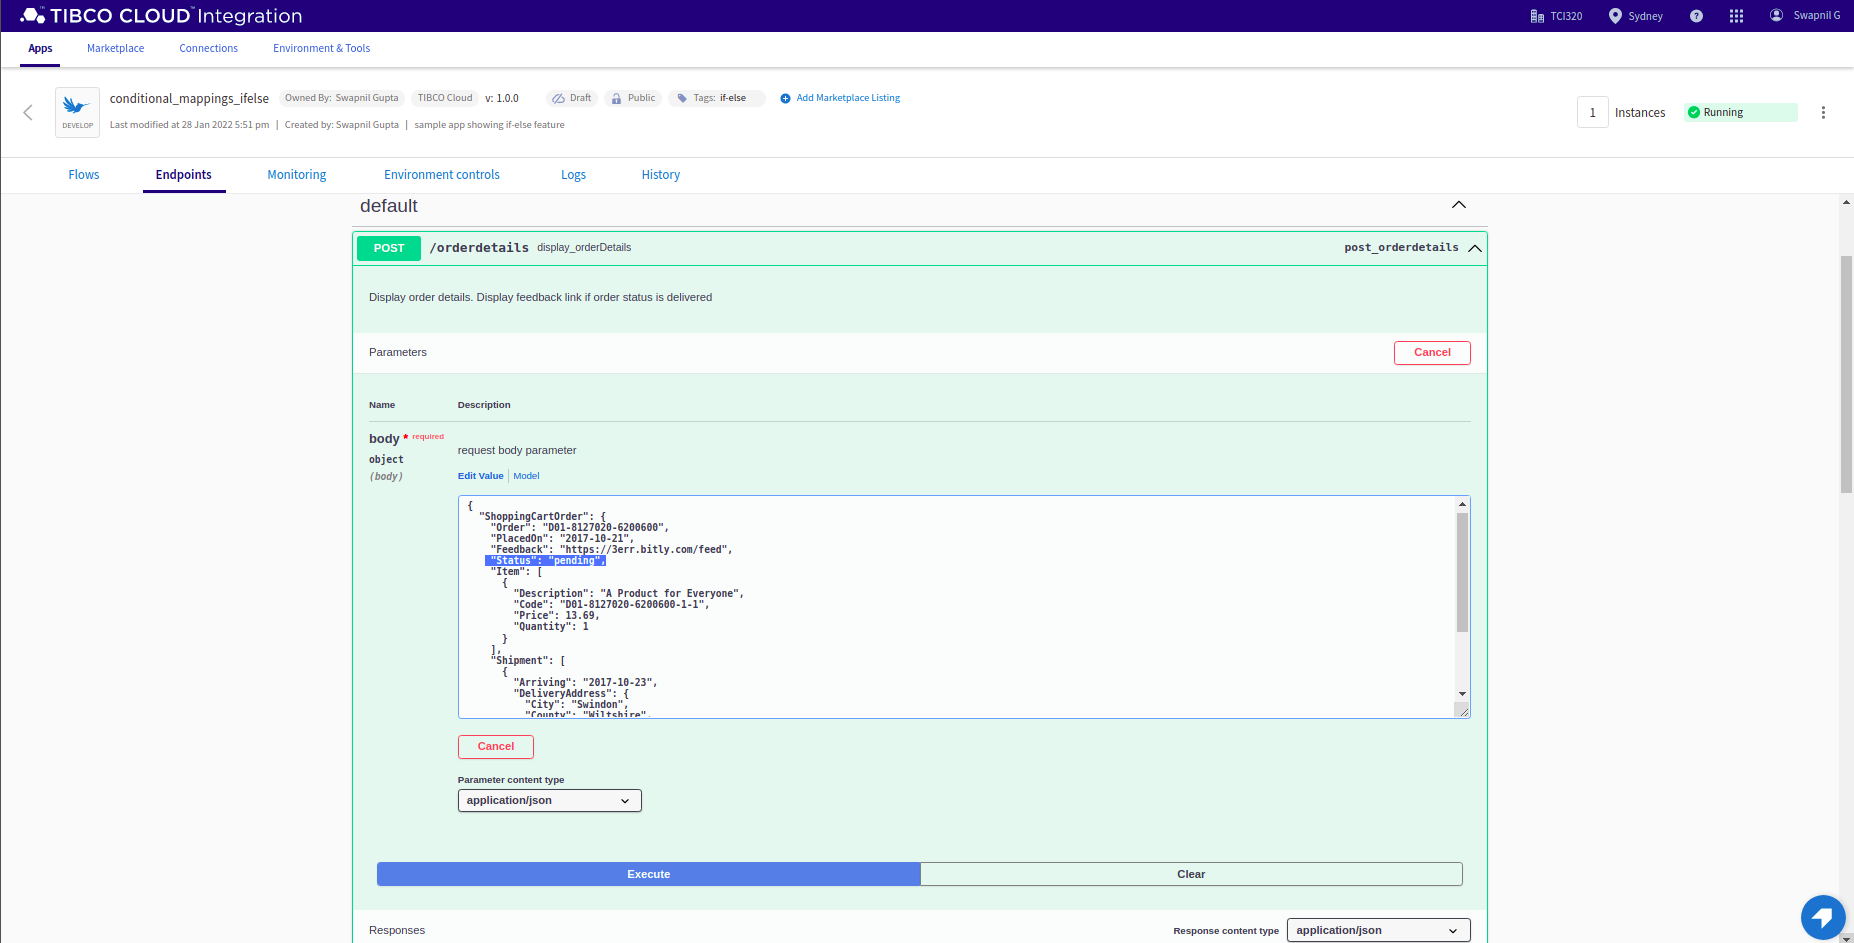 TIBCO CLOUD™ Integration
TCI320
Sydney
?
Swapnil G
Apps
Marketplace
Connections
Environment & Tools
DEVELOP
conditional_mappings_ifelse
Owned By: Swapnil Gupta
TIBCO Cloud
v: 1.0.0
Draft
Public
Tags: if-else
Add Marketplace Listing
Last modified at 28 Jan 2022 5:51 pm | Created by: Swapnil Gupta | sample app showing if-else feature
1 Instances
Running
Flows
Endpoints
Monitoring
Environment controls
Logs
History
default
POST /orderdetails display_orderDetails
post_orderdetails
Display order details. Display feedback link if order status is delivered
Parameters
Cancel
Name
Description
body * required
object
(body)
request body parameter
Edit Value | Model
{
"ShoppingCartOrder": {
"Order": "D01-8127020-6200600",
"PlacedOn": "2017-10-21",
"Feedback": "https://3err.bitly.com/feed",
"Status": "pending",
"Item": [
{
"Description": "A Product for Everyone",
"Code": "D01-8127020-6200600-1-1",
"Price": 13.69,
"Quantity": 1
}
],
"Shipment": [
{
"Arriving": "2017-10-23",
"DeliveryAddress": {
"City": "Swindon",
"County": "Wiltshire",
Cancel
Parameter content type
application/json
Execute
Clear
Responses
Response content type
application/json